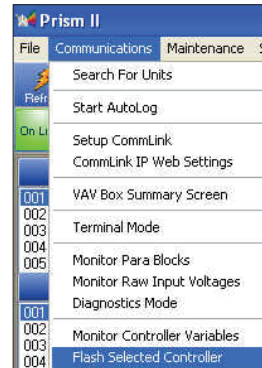 Prism II
File Communications Maintenance
Search For Units
Refr
Start AutoLog
On Li
Setup CommLink
CommLink IP Web Settings
VAV Box Summary Screen
001
002
003
004
005
Terminal Mode
Monitor Para Blocks
Monitor Raw Input Voltages
Diagnostics Mode
001
002
003
004
Monitor Controller Variables
Flash Selected Controller